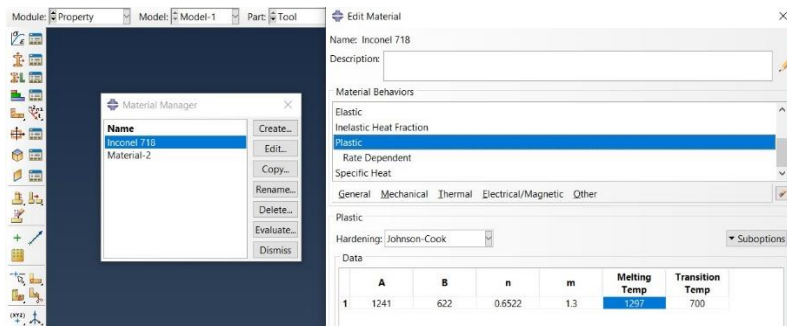 Module: Property Model: Model-1 Part: Tool
Material Manager
Name
Inconel 718
Material-2
Create...
Edit...
Copy...
Rename...
Delete...
Evaluate...
Dismiss
(XYZ)
Edit Material
Name: Inconel 718
Description:
Material Behaviors
Elastic
Inelastic Heat Fraction
Plastic
Rate Dependent
Specific Heat
General Mechanical Thermal Electrical/Magnetic Other
Plastic
Hardening: Johnson-Cook
Suboptions
Data
A B n m Melting Temp Transition Temp
1 1241 622 0.6522 1.3 1297 700